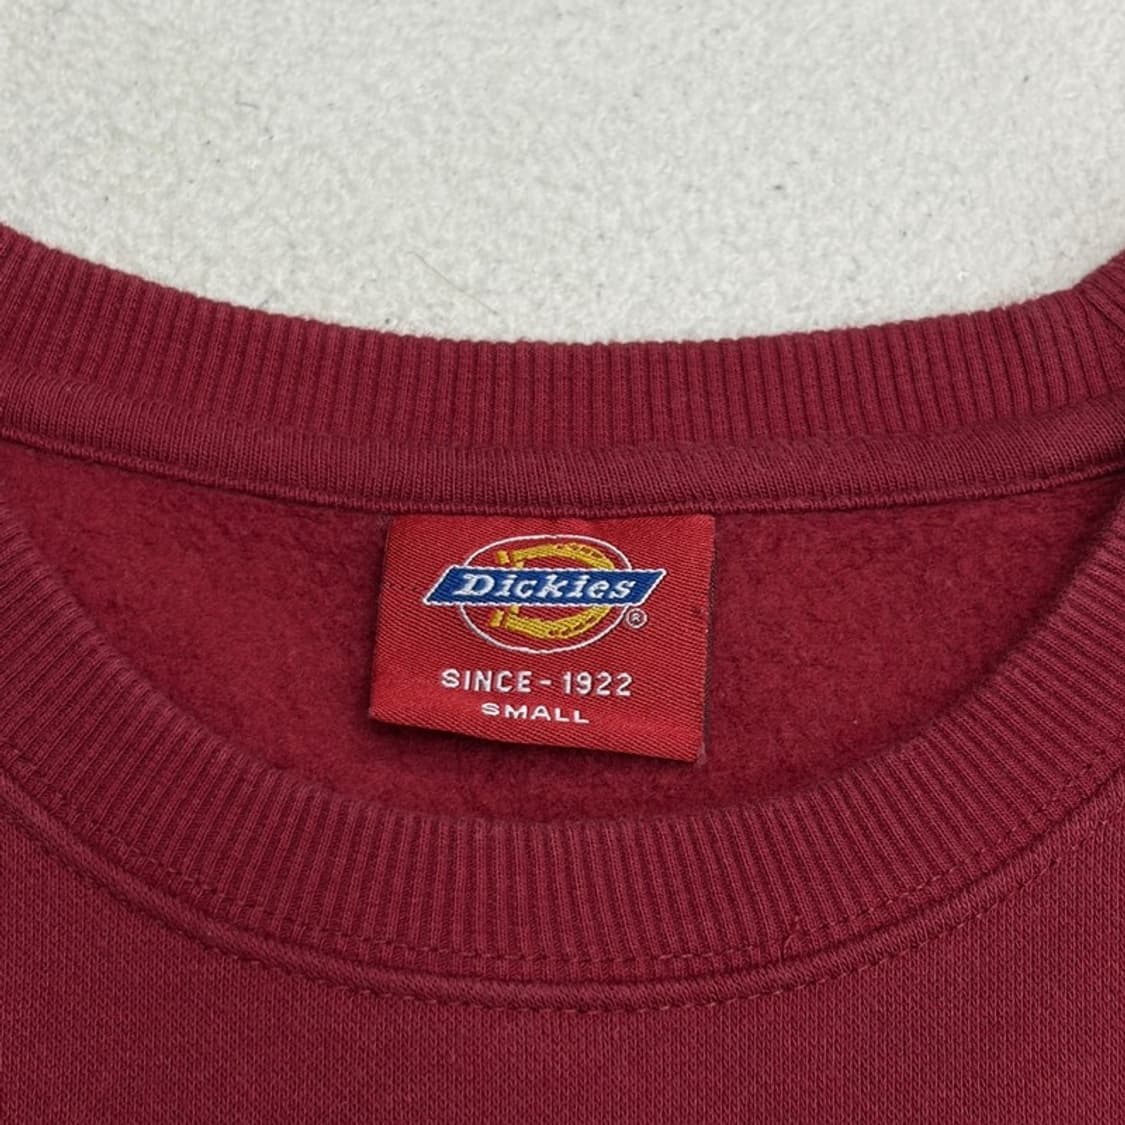 Dickies
®
SINCE - 1922
SMALL